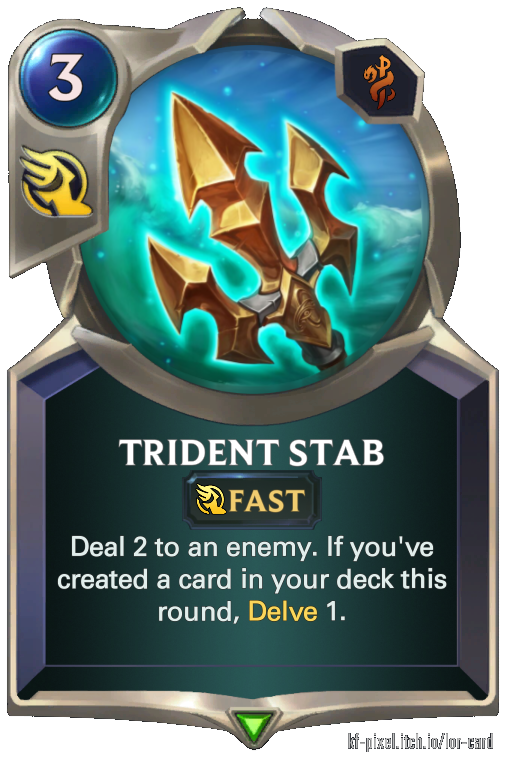 3
TRIDENT STAB
FAST
Deal 2 to an enemy. If you've
created a card in your deck this
round, Delve 1.
kf-pixel.itch.io/lor-card